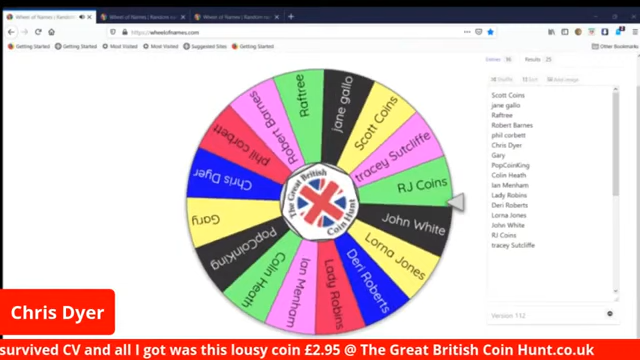 Wheel of Names | Random
Wheel of Names | Random na
Wheel of Names | Random na
https://wheelofnames.com
Getting Started
Getting Started
Most Visited
Most Visited
Suggested Sites
Getting Started
Other Bookmarks
Entries 16
Results 25
Shuffle
Sort
Add image
Scott Coins
jane gallo
Raftree
Robert Barnes
phil corbett
Chris Dyer
Gary
PopCoinKing
Colin Heath
Ian Menham
Lady Robins
Deri Roberts
Lorna Jones
John White
RJ Coins
tracey Sutcliffe
Version 112
jane gallo
Scott Coins
tracey Sutcliffe
RJ Coins
John White
Lorna Jones
Deri Roberts
Lady Robins
Ian Menham
Colin Heath
PopCoinKing
Gary
Chris Dyer
phil corbett
Robert Barnes
Raftree
The Great British
Coin Hunt
Chris Dyer
survived CV and all I got was this lousy coin £2.95 @ The Great British Coin Hunt.co.uk